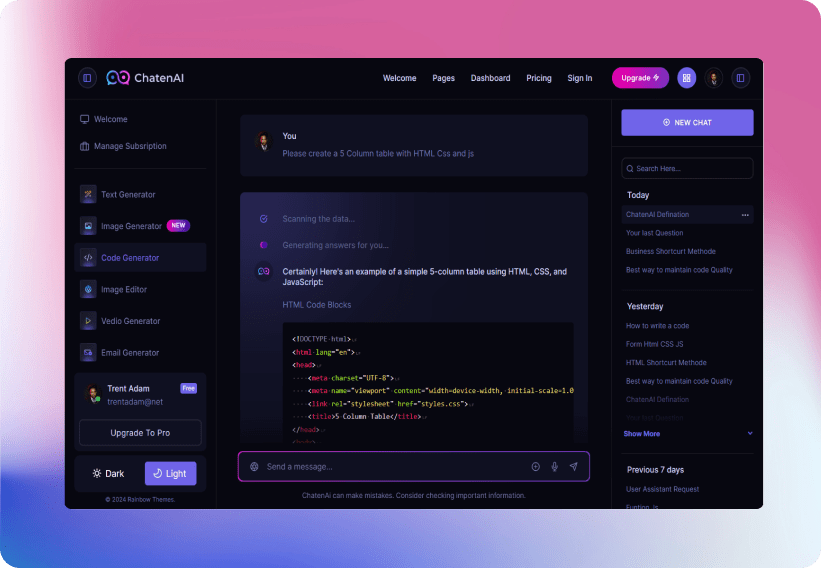 ChatenAI
Welcome
Pages
Dashboard
Pricing
Sign In
Upgrade
Welcome
Manage Subsription
Text Generator
Image Generator NEW
Code Generator
Image Editor
Vedio Generator
Email Generator
Trent Adam Free
trentadam@net
Upgrade To Pro
Dark
Light
© 2024 Rainbow Themes.
You
Please create a 5 Column table with HTML Css and js
Scanning the data...
Generating answers for you...
Certainly! Here's an example of a simple 5-column table using HTML, CSS, and
JavaScript:
HTML Code Blocks
<!DOCTYPE html>
<html lang="en">
<head>
<meta charset="UTF-8">
<meta name="viewport" content="width=device-width, initial-scale=1.0
<link rel="stylesheet" href="styles.css">
<title>5 Column Table</title>
</head>
Send a message...
ChatenAi can make mistakes. Consider checking important information.
NEW CHAT
Search Here...
Today
ChatenAI Defination
Your last Question
Business Shortcurt Methode
Best way to maintain code Quality
Yesterday
How to write a code
Form Html CSS JS
HTML Shortcurt Methode
Best way to maintain code Quality
ChatenAI Defination
Show More
Previous 7 days
User Assistant Request